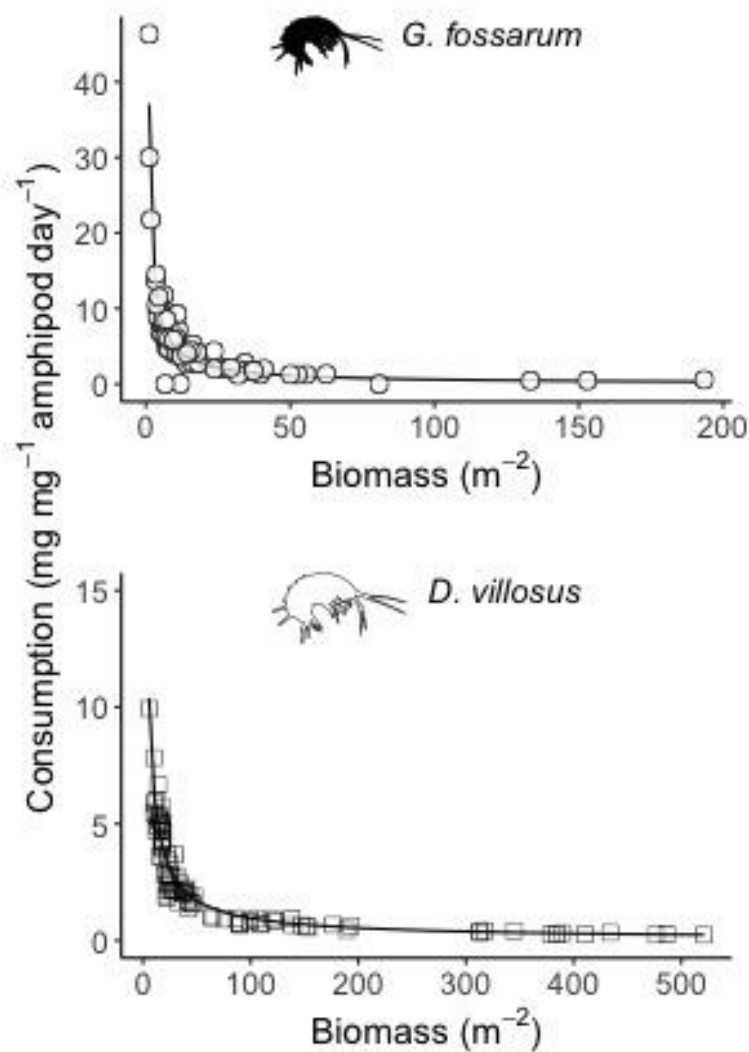 G. fossarum
40
30
20
10
0
0 50 100 150 200
Biomass (m⁻²)
Consumption (mg mg⁻¹ amphipod day⁻¹)
D. villosus
15
10
5
0
0 100 200 300 400 500
Biomass (m⁻²)